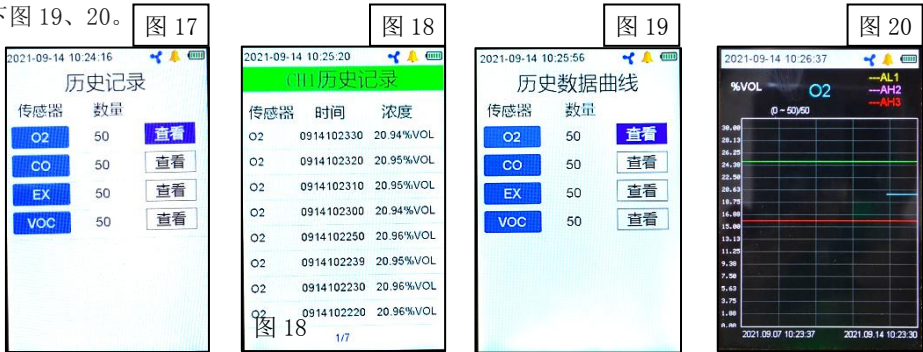 下图 19、20。
图 17
2021-09-14 10:24:16
历史记录
传感器 数量
O2 50 查看
CO 50 查看
EX 50 查看
VOC 50 查看
图 18
2021-09-14 10:25:20
CH1历史记录
传感器 时间 浓度
O2 0914102330 20.94%VOL
O2 0914102320 20.95%VOL
O2 0914102310 20.95%VOL
O2 0914102300 20.94%VOL
O2 0914102250 20.96%VOL
O2 0914102239 20.95%VOL
O2 0914102230 20.96%VOL
O2 0914102220 20.96%VOL
图 18
1/7
图 19
2021-09-14 10:25:56
历史数据曲线
传感器 数量
O2 50 查看
CO 50 查看
EX 50 查看
VOC 50 查看
图 20
2021-09-14 10:26:37
%VOL O2
---AL1
---AH2
---AH3
(0 ~ 50)/50
30.00
28.13
26.25
24.38
22.50
20.63
18.75
16.88
15.00
13.13
11.25
9.38
7.50
5.63
3.75
1.88
0.00
2021.09.07 10:23:37 2021.09.14 10:23:30